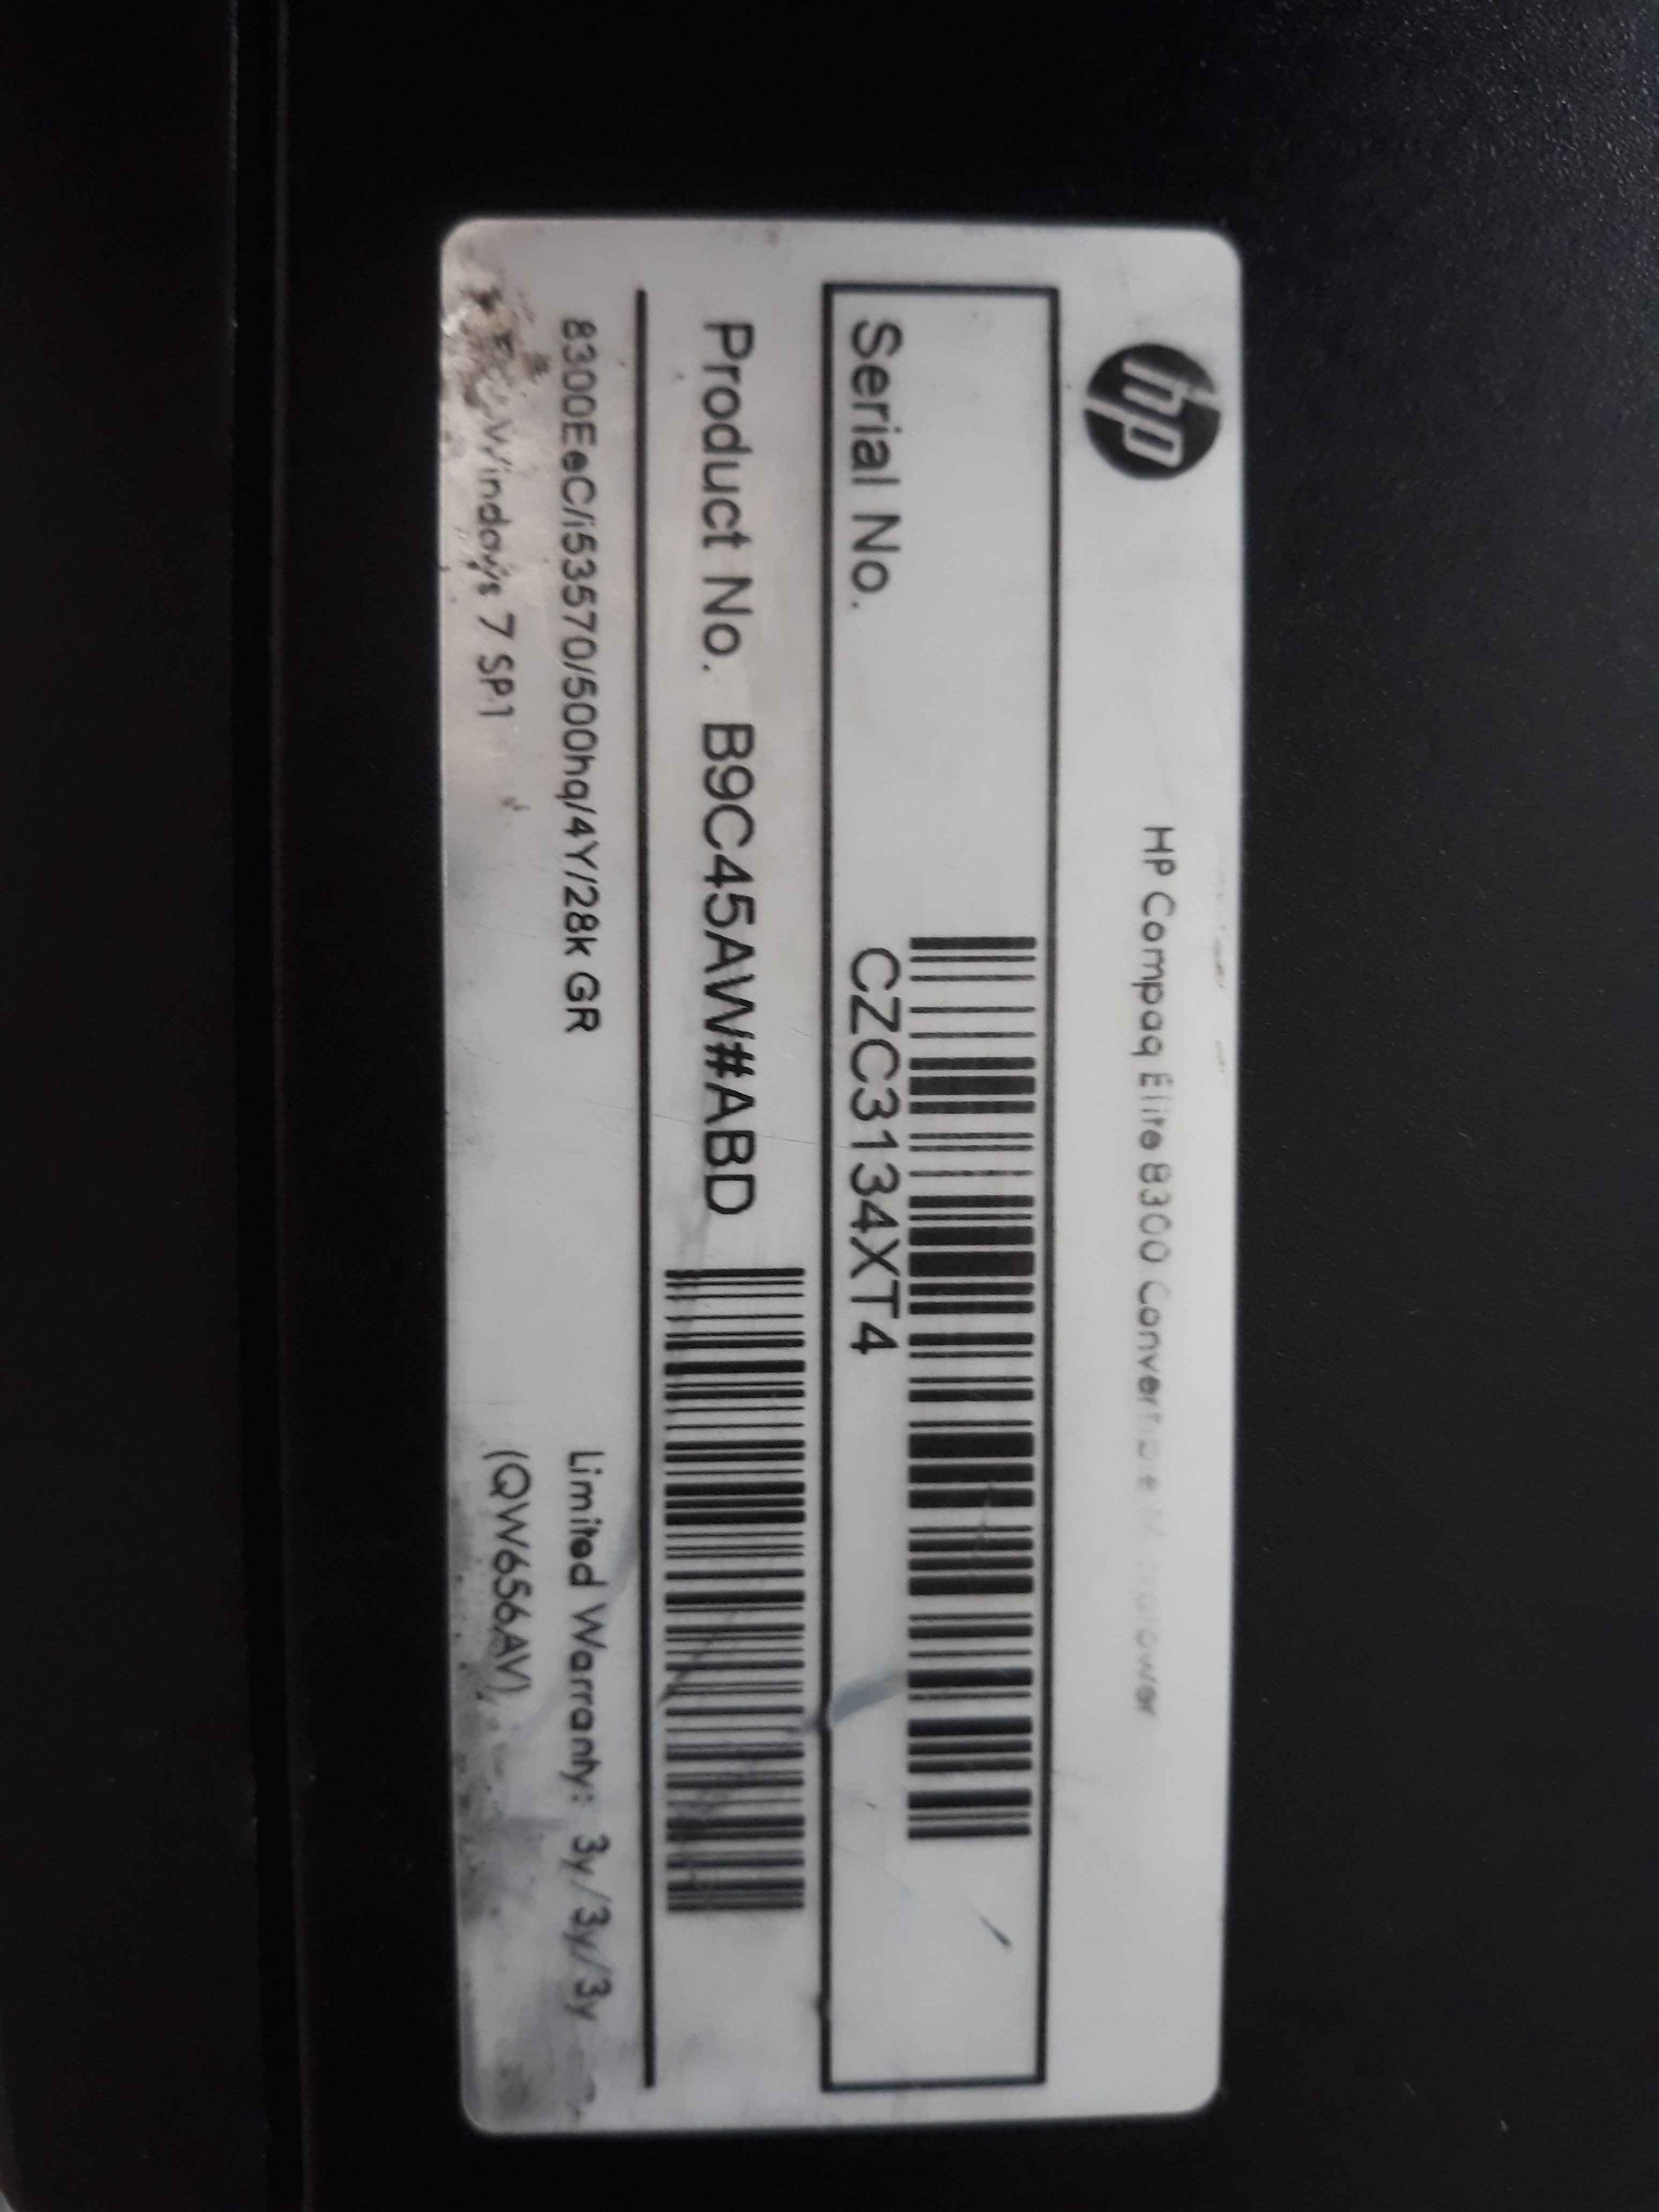 hp
HP Compaq Elite 8300 Convertible Microtower
Serial No.
CZC3134XT4
Product No. B9C45AW#ABD
8300EeC/i53570/500hq/4Y/28k GR
Limited Warranty: 3y/3y/3y
Windows 7 SP1
(QW656AV)